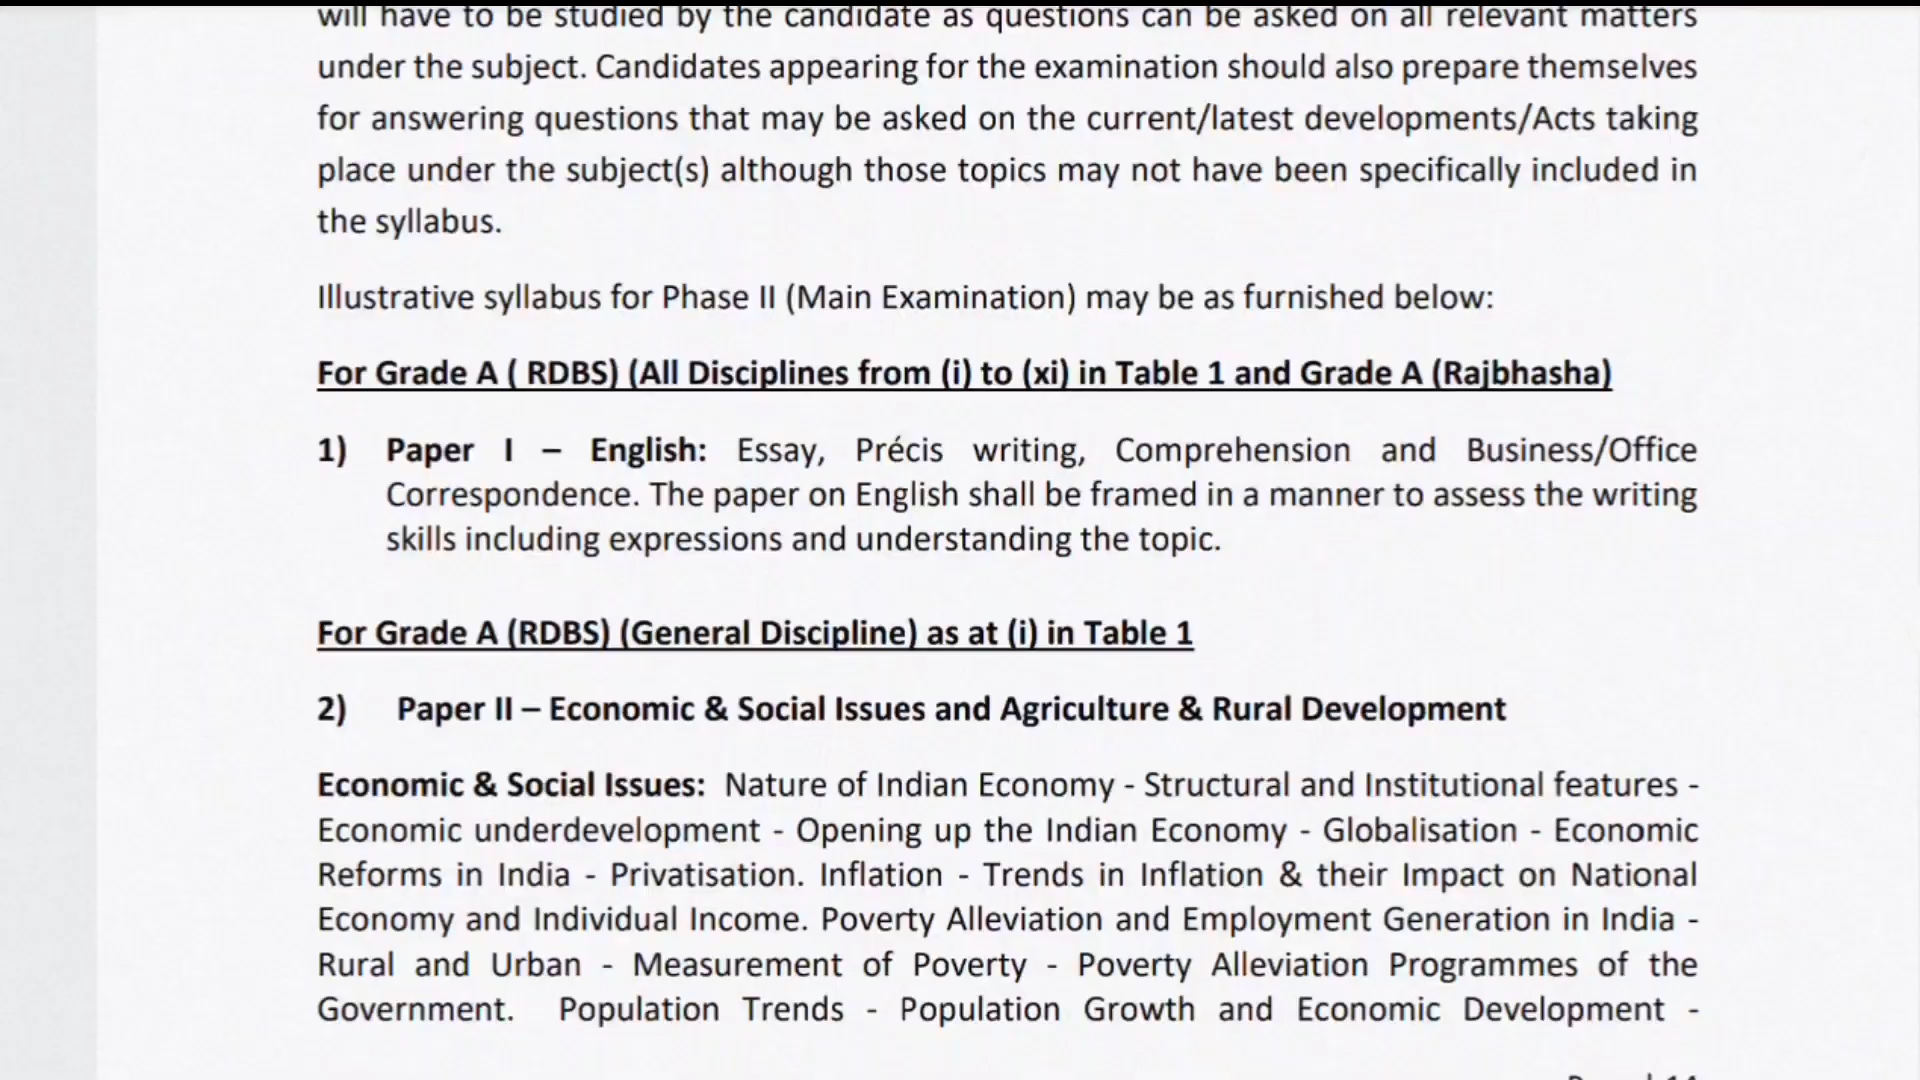 will have to be studied by the candidate as questions can be asked on all relevant matters
under the subject. Candidates appearing for the examination should also prepare themselves
for answering questions that may be asked on the current/latest developments/Acts taking
place under the subject(s) although those topics may not have been specifically included in
the syllabus.
Illustrative syllabus for Phase II (Main Examination) may be as furnished below:
For Grade A ( RDBS) (All Disciplines from (i) to (xi) in Table 1 and Grade A (Rajbhasha)
1) Paper I – English: Essay, Précis writing, Comprehension and Business/Office
Correspondence. The paper on English shall be framed in a manner to assess the writing
skills including expressions and understanding the topic.
For Grade A (RDBS) (General Discipline) as at (i) in Table 1
2) Paper II – Economic & Social Issues and Agriculture & Rural Development
Economic & Social Issues: Nature of Indian Economy - Structural and Institutional features -
Economic underdevelopment - Opening up the Indian Economy - Globalisation - Economic
Reforms in India - Privatisation. Inflation - Trends in Inflation & their Impact on National
Economy and Individual Income. Poverty Alleviation and Employment Generation in India -
Rural and Urban - Measurement of Poverty - Poverty Alleviation Programmes of the
Government. Population Trends - Population Growth and Economic Development -